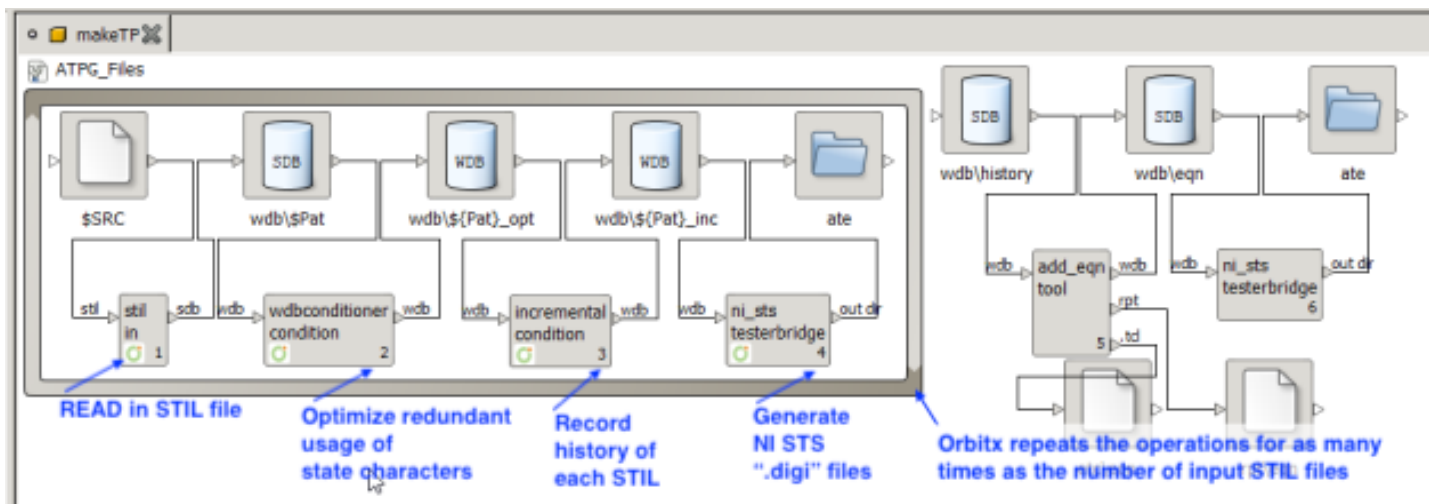 makeTP
ATPG_Files
SDB
WDB
WDB
SDB
SDB
$SRC
wdb\$Pat
wdb\${Pat}_opt
wdb\${Pat}_inc
ate
wdb\history
wdb\eqn
ate
stil
stil
in
1
sdb
wdb
wdbconditioner
condition
2
wdb
wdb
incremental
condition
3
wdb
wdb
ni_sts
testerbridge
4
out dir
wdb
add_eqn
tool
5
wdb
rpt
.tcl
wdb
ni_sts
testerbridge
6
out dir
READ in STIL file
Optimize redundant
usage of
state characters
Record
history of
each STIL
Generate
NI STS
“.digi” files
Orbitx repeats the operations for as many
times as the number of input STIL files